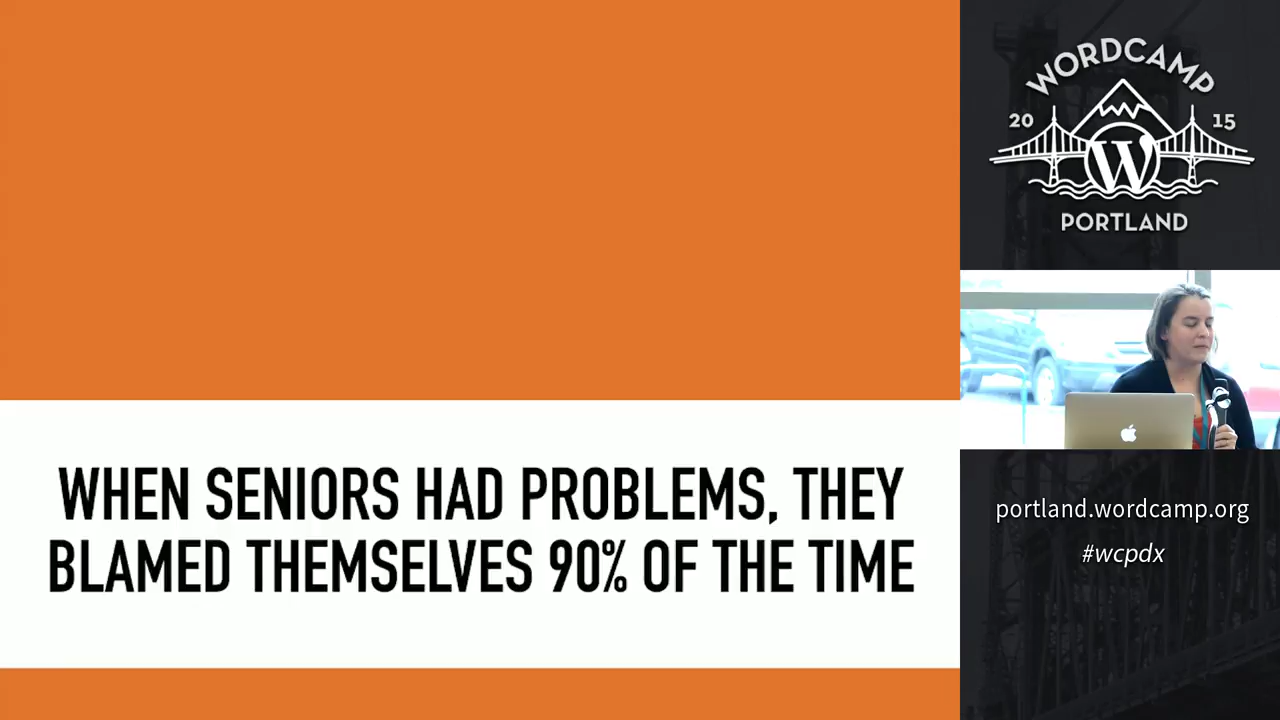 WHEN SENIORS HAD PROBLEMS, THEY
BLAMED THEMSELVES 90% OF THE TIME
WORDCAMP
20 15
W
PORTLAND
portland.wordcamp.org
#wcpdx